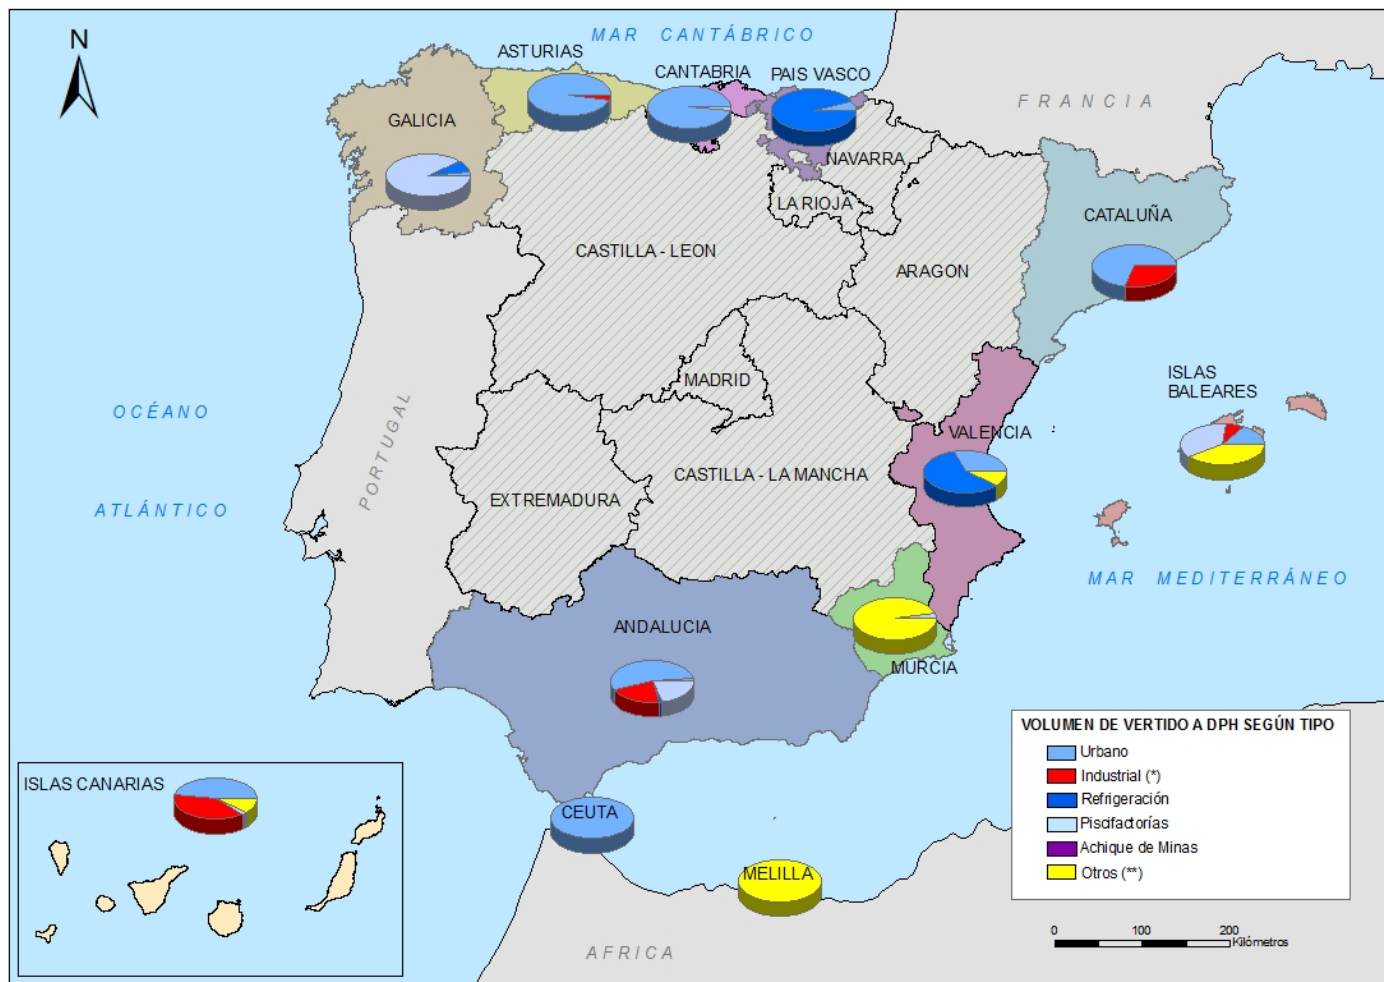 N
MAR CANTÁBRICO
ASTURIAS
CANTABRIA
PAIS VASCO
FRANCIA
GALICIA
NAVARRA
LA RIOJA
CATALUÑA
CASTILLA - LEON
ARAGON
MADRID
ISLAS
BALEARES
OCÉANO
ATLÁNTICO
PORTUGAL
VALENCIA
CASTILLA - LA MANCHA
EXTREMADURA
MAR MEDITERRÁNEO
ANDALUCIA
MURCIA
VOLUMEN DE VERTIDO A DPH SEGÚN TIPO
Urbano
Industrial (*)
Refrigeración
Piscifactorías
Achique de Minas
Otros (**)
ISLAS CANARIAS
CEUTA
MELILLA
AFRICA
0 100 200
Kilómetros